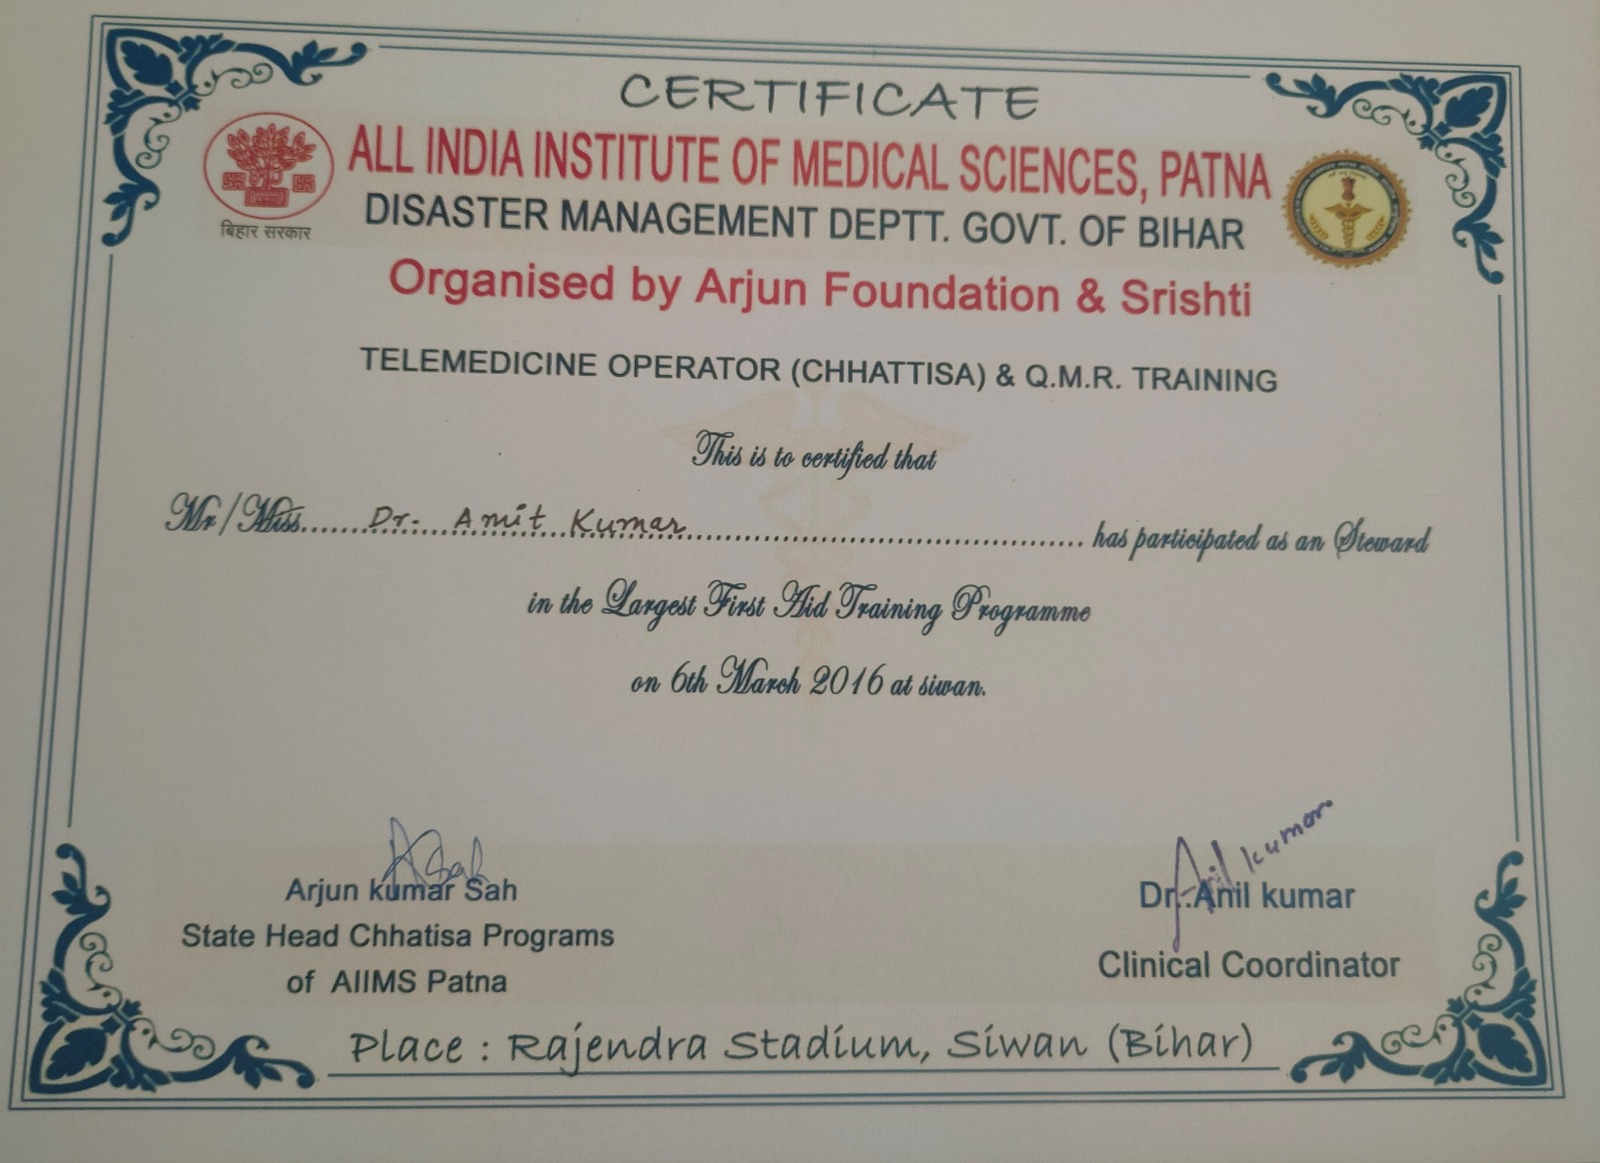 CERTIFICATE
ALL INDIA INSTITUTE OF MEDICAL SCIENCES, PATNA
बिहार सरकार
DISASTER MANAGEMENT DEPTT. GOVT. OF BIHAR
Organised by Arjun Foundation & Srishti
TELEMEDICINE OPERATOR (CHHATTISA) & Q.M.R. TRAINING
This is to certified that
Mr/Miss....... Dr. Amit Kumar ........................................ has participated as an Steward
in the Largest First Aid Training Programme
on 6th March 2016 at siwan.
ASah
Anil kumar
Arjun kumar Sah
Dr..Anil kumar
State Head Chhatisa Programs
Clinical Coordinator
of AIIMS Patna
Place : Rajendra Stadium, Siwan (Bihar)